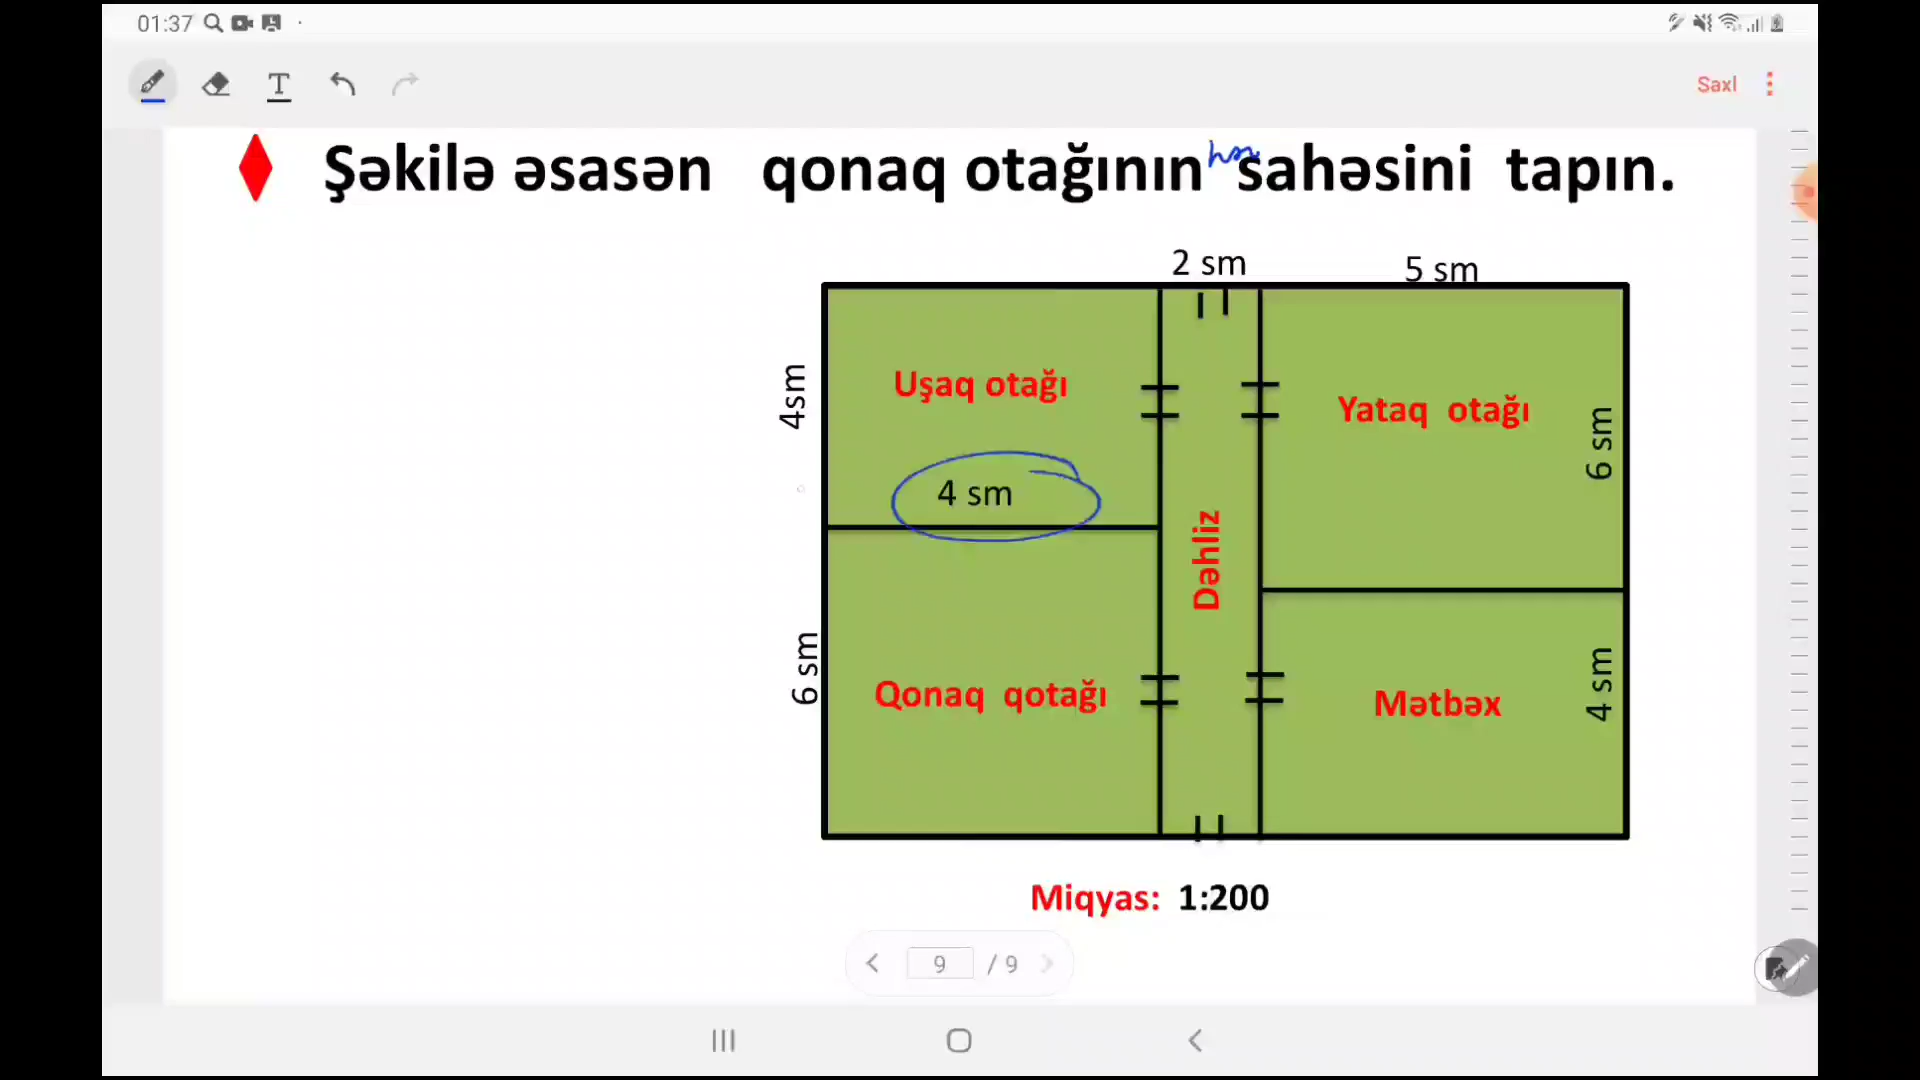 01:37
Saxl
Şəkilə əsasən qonaq otağının sahəsini tapın.
2 sm
5 sm
4sm
Uşaq otağı
Yataq otağı
6 sm
4 sm
Dəhliz
6 sm
Qonaq qotağı
Mətbəx
4 sm
Miqyas: 1:200
9 / 9